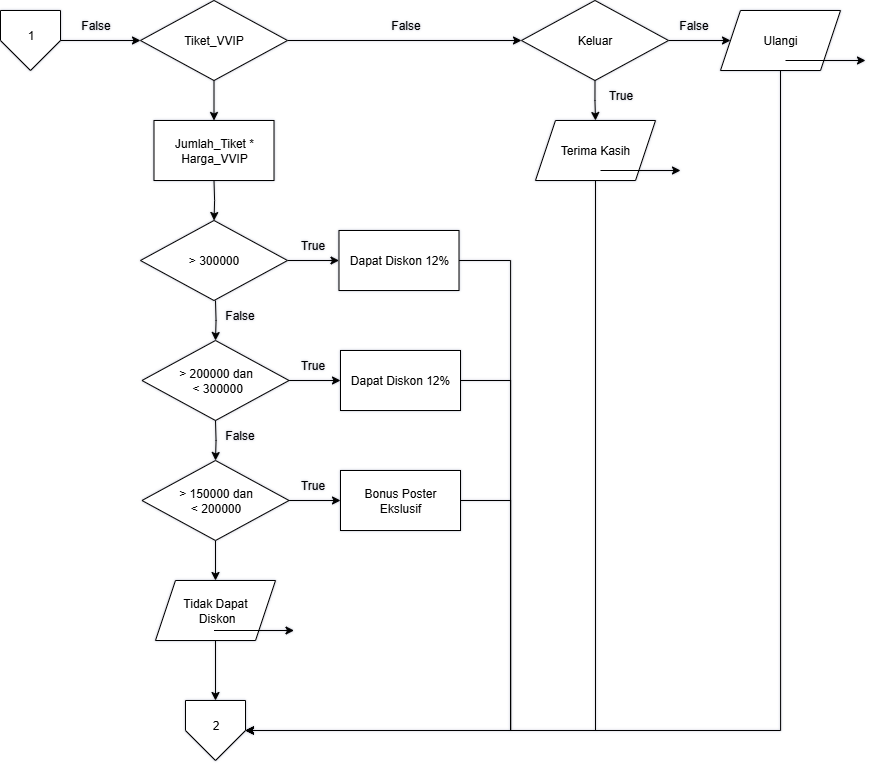 1
False
Tiket_VVIP
False
Keluar
False
Ulangi
True
Jumlah_Tiket *
Harga_VVIP
Terima Kasih
> 300000
True
Dapat Diskon 12%
False
> 200000 dan
< 300000
True
Dapat Diskon 12%
False
> 150000 dan
< 200000
True
Bonus Poster
Ekslusif
Tidak Dapat
Diskon
2